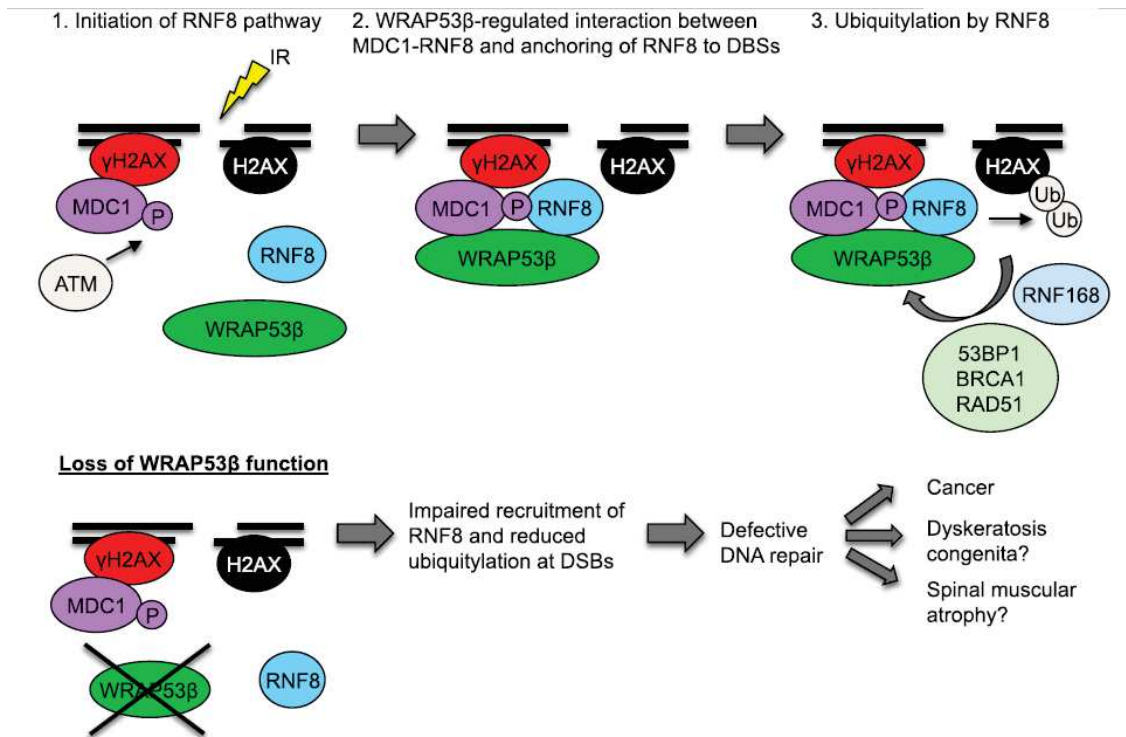 1. Initiation of RNF8 pathway
2. WRAP53β-regulated interaction between
MDC1-RNF8 and anchoring of RNF8 to DBSs
3. Ubiquitylation by RNF8
IR
γH2AX
H2AX
MDC1
P
ATM
RNF8
WRAP53β
γH2AX
H2AX
MDC1
P
RNF8
WRAP53β
γH2AX
H2AX
MDC1
P
RNF8
Ub
Ub
WRAP53β
RNF168
53BP1
BRCA1
RAD51
Loss of WRAP53β function
γH2AX
H2AX
MDC1
P
WRAP53β
RNF8
Impaired recruitment of
RNF8 and reduced
ubiquitylation at DSBs
Defective
DNA repair
Cancer
Dyskeratosis
congenita?
Spinal muscular
atrophy?